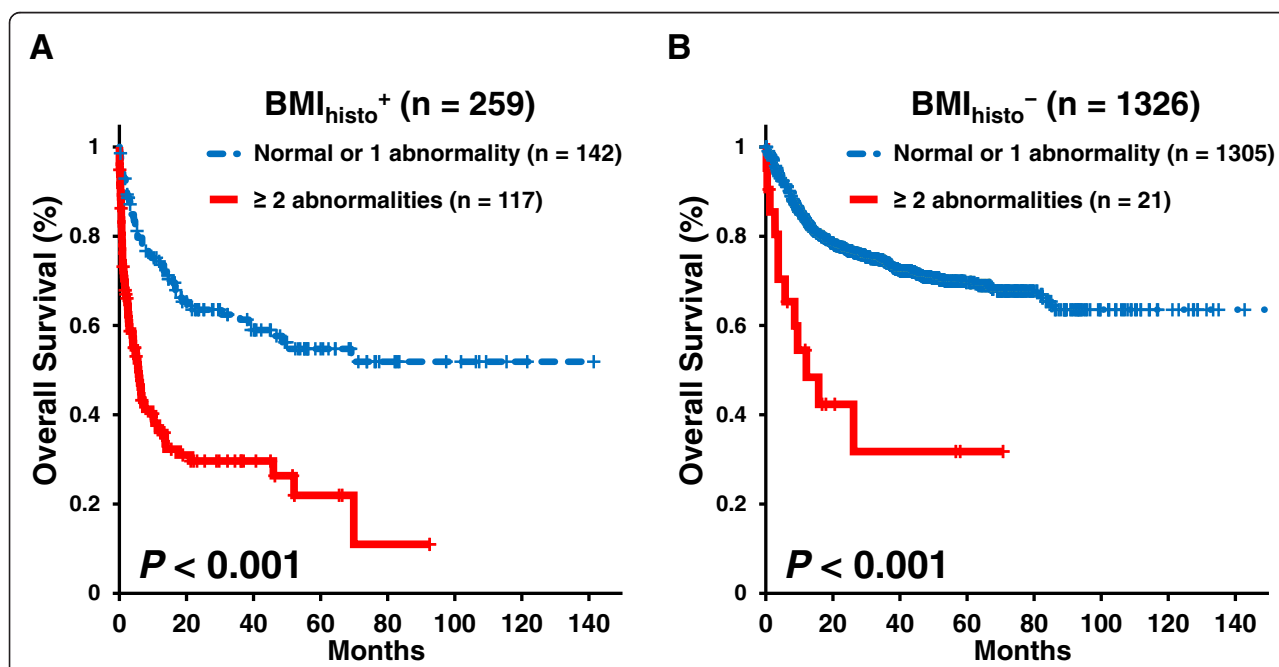 A
BMIhisto+ (n = 259)
Normal or 1 abnormality (n = 142)
≥ 2 abnormalities (n = 117)
Overall Survival (%)
1
0.8
0.6
0.4
0.2
0
P < 0.001
0 20 40 60 80 100 120 140
Months
B
BMIhisto− (n = 1326)
Normal or 1 abnormality (n = 1305)
≥ 2 abnormalities (n = 21)
Overall Survival (%)
1
0.8
0.6
0.4
0.2
0
P < 0.001
0 20 40 60 80 100 120 140
Months